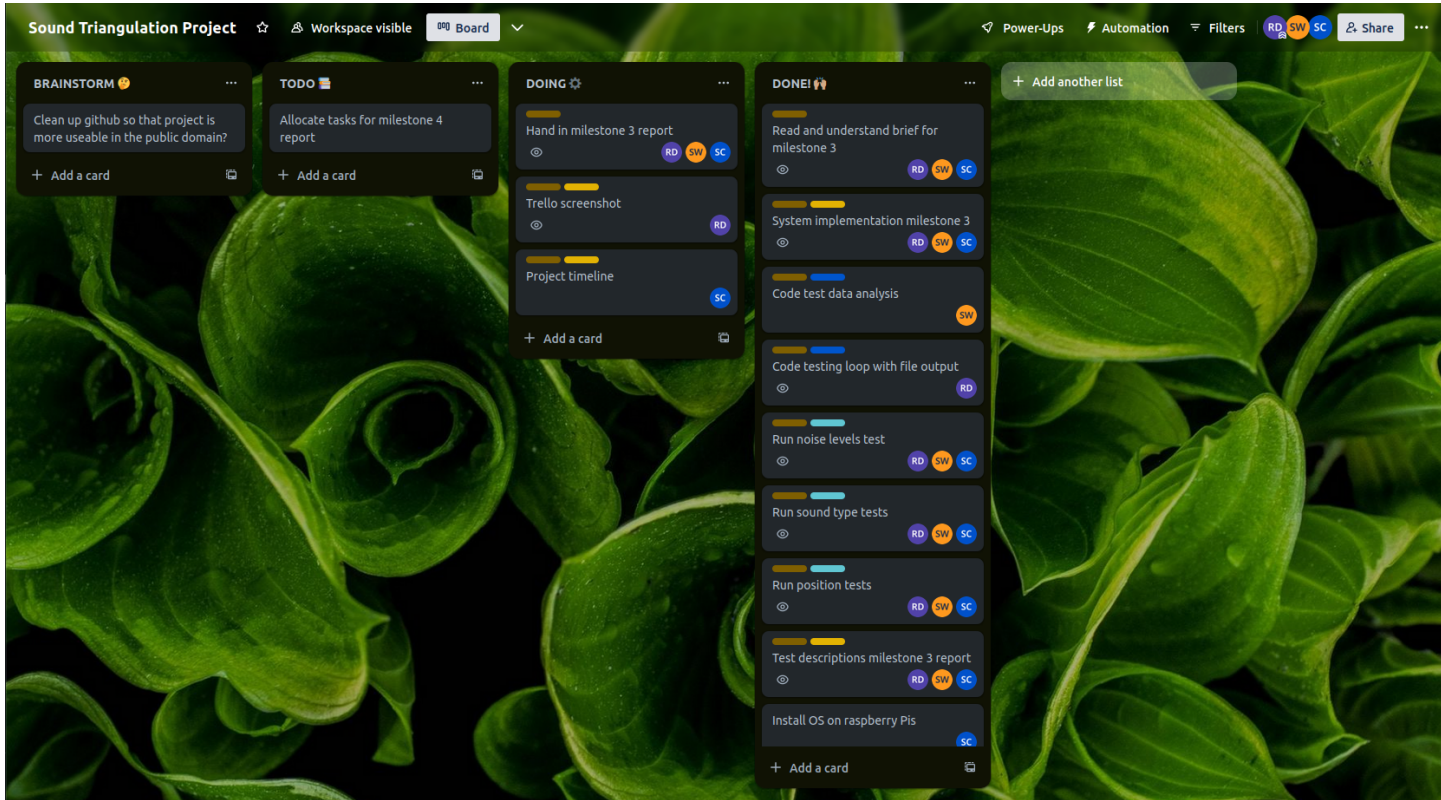 Sound Triangulation Project
Workspace visible
Board
Power-Ups
Automation
Filters
RD
SW
SC
Share
BRAINSTORM 🤔
Clean up github so that project is
more useable in the public domain?
+ Add a card
TODO 📚
Allocate tasks for milestone 4
report
+ Add a card
DOING ⚙️
Hand in milestone 3 report
RD SW SC
Trello screenshot
RD
Project timeline
SC
+ Add a card
DONE! 🙌
Read and understand brief for
milestone 3
RD SW SC
System implementation milestone 3
RD SW SC
Code test data analysis
SW
Code testing loop with file output
RD
Run noise levels test
RD SW SC
Run sound type tests
RD SW SC
Run position tests
RD SW SC
Test descriptions milestone 3 report
RD SW SC
Install OS on raspberry Pis
SC
+ Add a card
+ Add another list